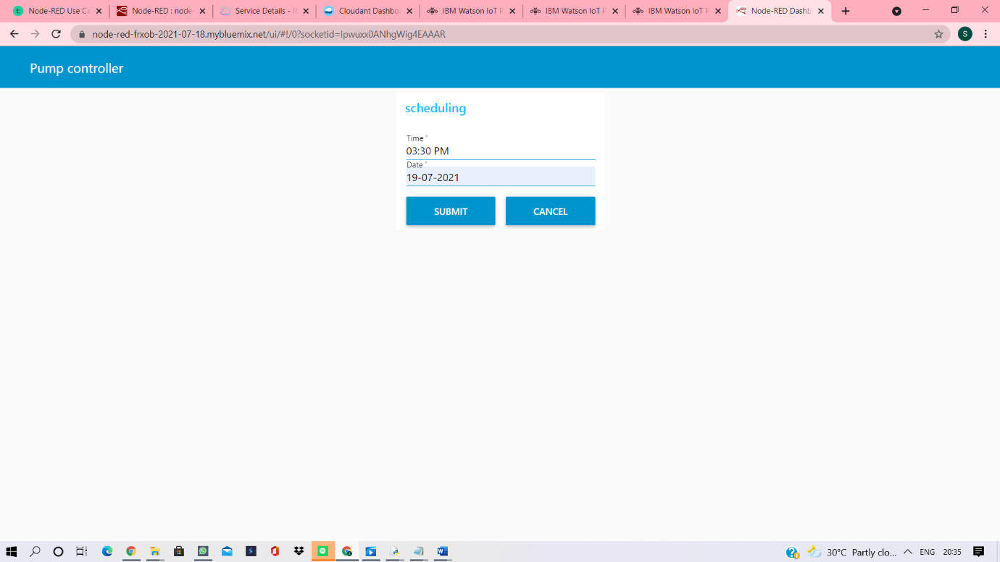 Node-RED Use Ca
Node-RED : node
Service Details - IE
Cloudant Dashbo
IBM Watson IoT P
IBM Watson IoT P
IBM Watson IoT P
Node-RED Dashb
node-red-frxob-2021-07-18.mybluemix.net/ui/#!/0?socketid=Ipwuxx0ANhgWig4EAAAR
S
Pump controller
scheduling
Time *
03:30 PM
Date *
19-07-2021
SUBMIT CANCEL
30°C Partly clo... ENG 20:35